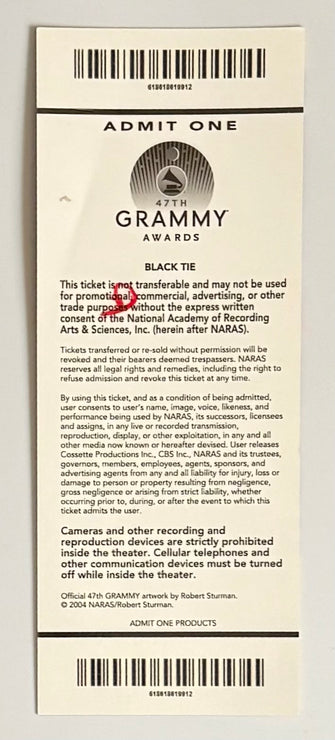 618618619912
ADMIT ONE
47TH
GRAMMY
AWARDS
BLACK TIE
This ticket is not transferable and may not be used
for promotional, commercial, advertising, or other
trade purposes without the express written
consent of the National Academy of Recording
Arts & Sciences, Inc. (herein after NARAS).
Tickets transferred or re-sold without permission will be
revoked and their bearers deemed trespassers. NARAS
reserves all legal rights and remedies, including the right to
refuse admission and revoke this ticket at any time.
By using this ticket, and as a condition of being admitted,
user consents to user's name, image, voice, likeness, and
performance being used by NARAS, its successors, licensees
and assigns, in any live or recorded transmission,
reproduction, display, or other exploitation, in any and all
other media now known or hereafter devised. User releases
Cossette Productions Inc., CBS Inc., NARAS and its trustees,
governors, members, employees, agents, sponsors, and
advertising agents from any and all liability for injury, loss or
damage to person or property resulting from negligence,
gross negligence or arising from strict liability, whether
occurring prior to, during, or after the event to which this
ticket admits the user.
Cameras and other recording and
reproduction devices are strictly prohibited
inside the theater. Cellular telephones and
other communication devices must be turned
off while inside the theater.
Official 47th GRAMMY artwork by Robert Sturman.
© 2004 NARAS/Robert Sturman.
ADMIT ONE PRODUCTS
618618619912